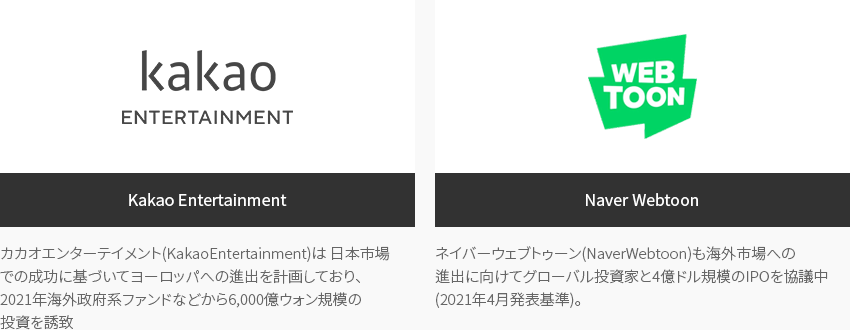 kakao
ENTERTAINMENT
Kakao Entertainment
カカオエンターテイメント(KakaoEntertainment)は 日本市場
での成功に基づいてヨーロッパへの進出を計画しており、
2021年海外政府系ファンドなどから6,000億ウォン規模の
投資を誘致
WEB
TOON
Naver Webtoon
ネイバーウェブトゥーン(NaverWebtoon)も海外市場への
進出に向けてグローバル投資家と4億ドル規模のIPOを協議中
(2021年4月発表基準)。